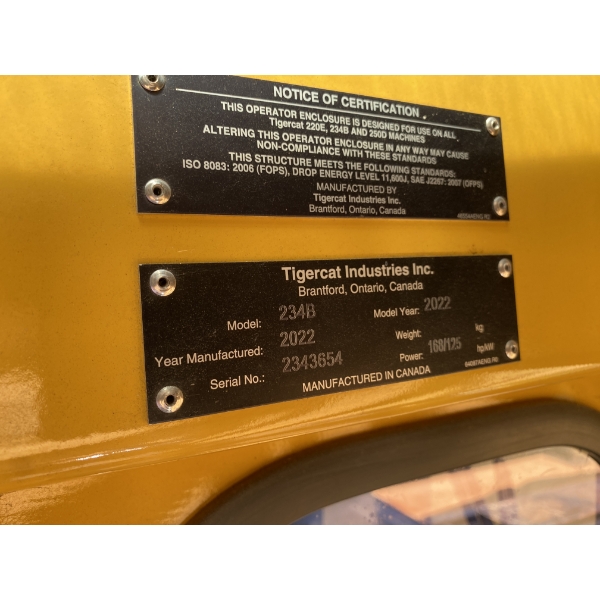 NOTICE OF CERTIFICATION
THIS OPERATOR ENCLOSURE IS DESIGNED FOR USE ON ALL
Tigercat 220E, 234B AND 250D MACHINES
ALTERING THIS OPERATOR ENCLOSURE IN ANY WAY MAY CAUSE
NON-COMPLIANCE WITH THESE STANDARDS
THIS STRUCTURE MEETS THE FOLLOWING STANDARDS:
ISO 8083: 2006 (FOPS), DROP ENERGY LEVEL 11,600J, SAE J2267: 2007 (OFPS)
MANUFACTURED BY
Tigercat Industries Inc.
Brantford, Ontario, Canada
Tigercat Industries Inc.
Brantford, Ontario, Canada
Model: 234B Model Year: 2022
Year Manufactured: 2022 Weight: kg
Serial No.: 2343654 Power: 168/125 hp/kW
MANUFACTURED IN CANADA